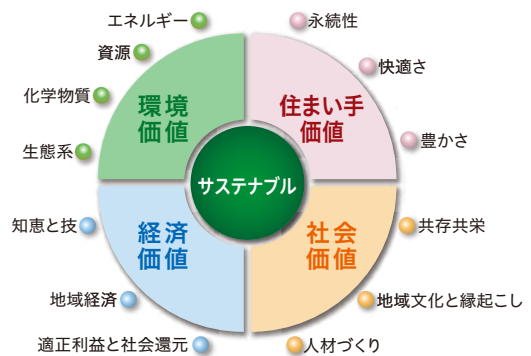 エネルギー
資源
化学物質
生態系
環境
価値
永続性
快適さ
豊かさ
住まい手
価値
サステナブル
知恵と技
地域経済
適正利益と社会還元
経済
価値
共存共栄
地域文化と縁起こし
人材づくり
社会
価値